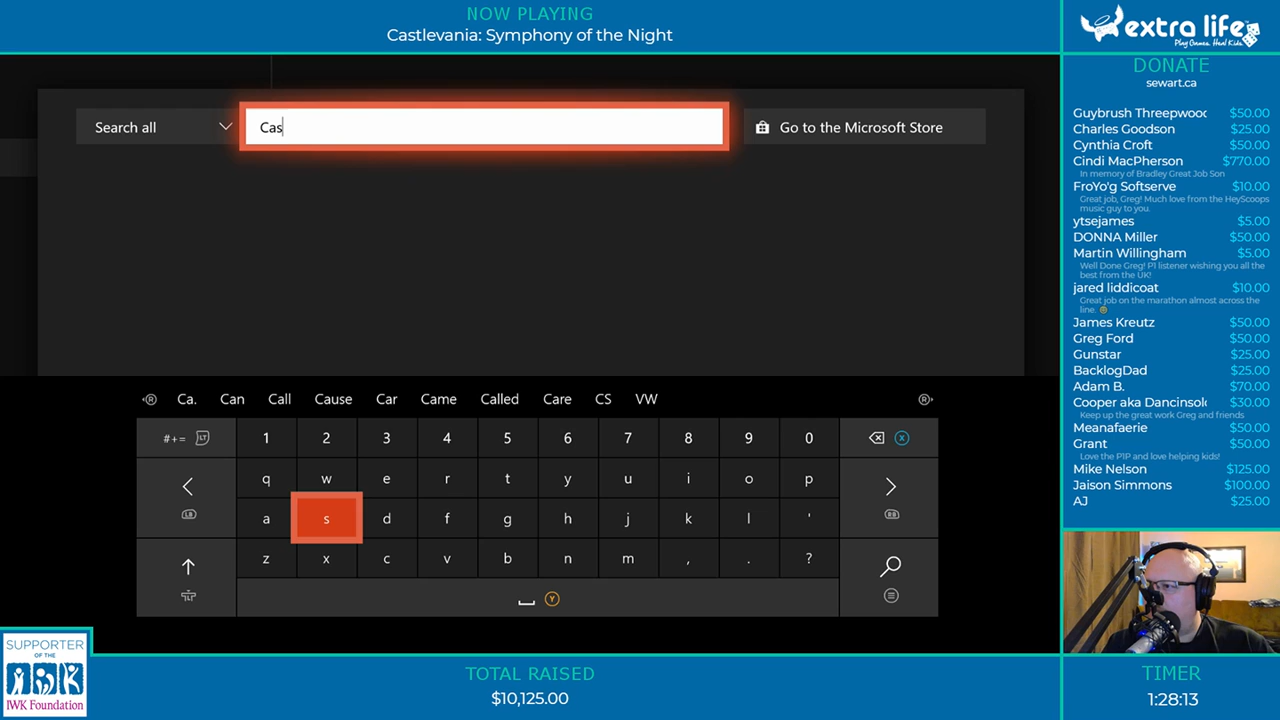 NOW PLAYING
Castlevania: Symphony of the Night
extra life
Play Games. Heal Kids.
DONATE
sewart.ca
Search all
Cas
Go to the Microsoft Store
Guybrush Threepwooc $50.00
Charles Goodson $25.00
Cynthia Croft $50.00
Cindi MacPherson $770.00
In memory of Bradley Great Job Son
FroYo'g Softserve $10.00
Great job, Greg! Much love from the HeyScoops
music guy to you.
ytsejames $5.00
DONNA Miller $50.00
Martin Willingham $5.00
Well Done Greg! P1 listener wishing you all the
best from the UK!
jared liddicoat $10.00
Great job on the marathon almost across the
line. 
James Kreutz $50.00
Greg Ford $50.00
Gunstar $25.00
BacklogDad $25.00
Adam B. $70.00
Cooper aka Dancinsolo $30.00
Keep up the great work Greg and friends
Meanafaerie $50.00
Grant $50.00
Love the P1P and love helping kids!
Mike Nelson $125.00
Jaison Simmons $100.00
AJ $25.00
R Ca. Can Call Cause Car Came Called Care CS VW R
#+= LT 1 2 3 4 5 6 7 8 9 0 X
q w e r t y u i o p
LB RB
a s d f g h j k l '
z x c v b n m , . ?
Y
SUPPORTER
OF THE
IWK
IWK Foundation
TOTAL RAISED
$10,125.00
TIMER
1:28:13